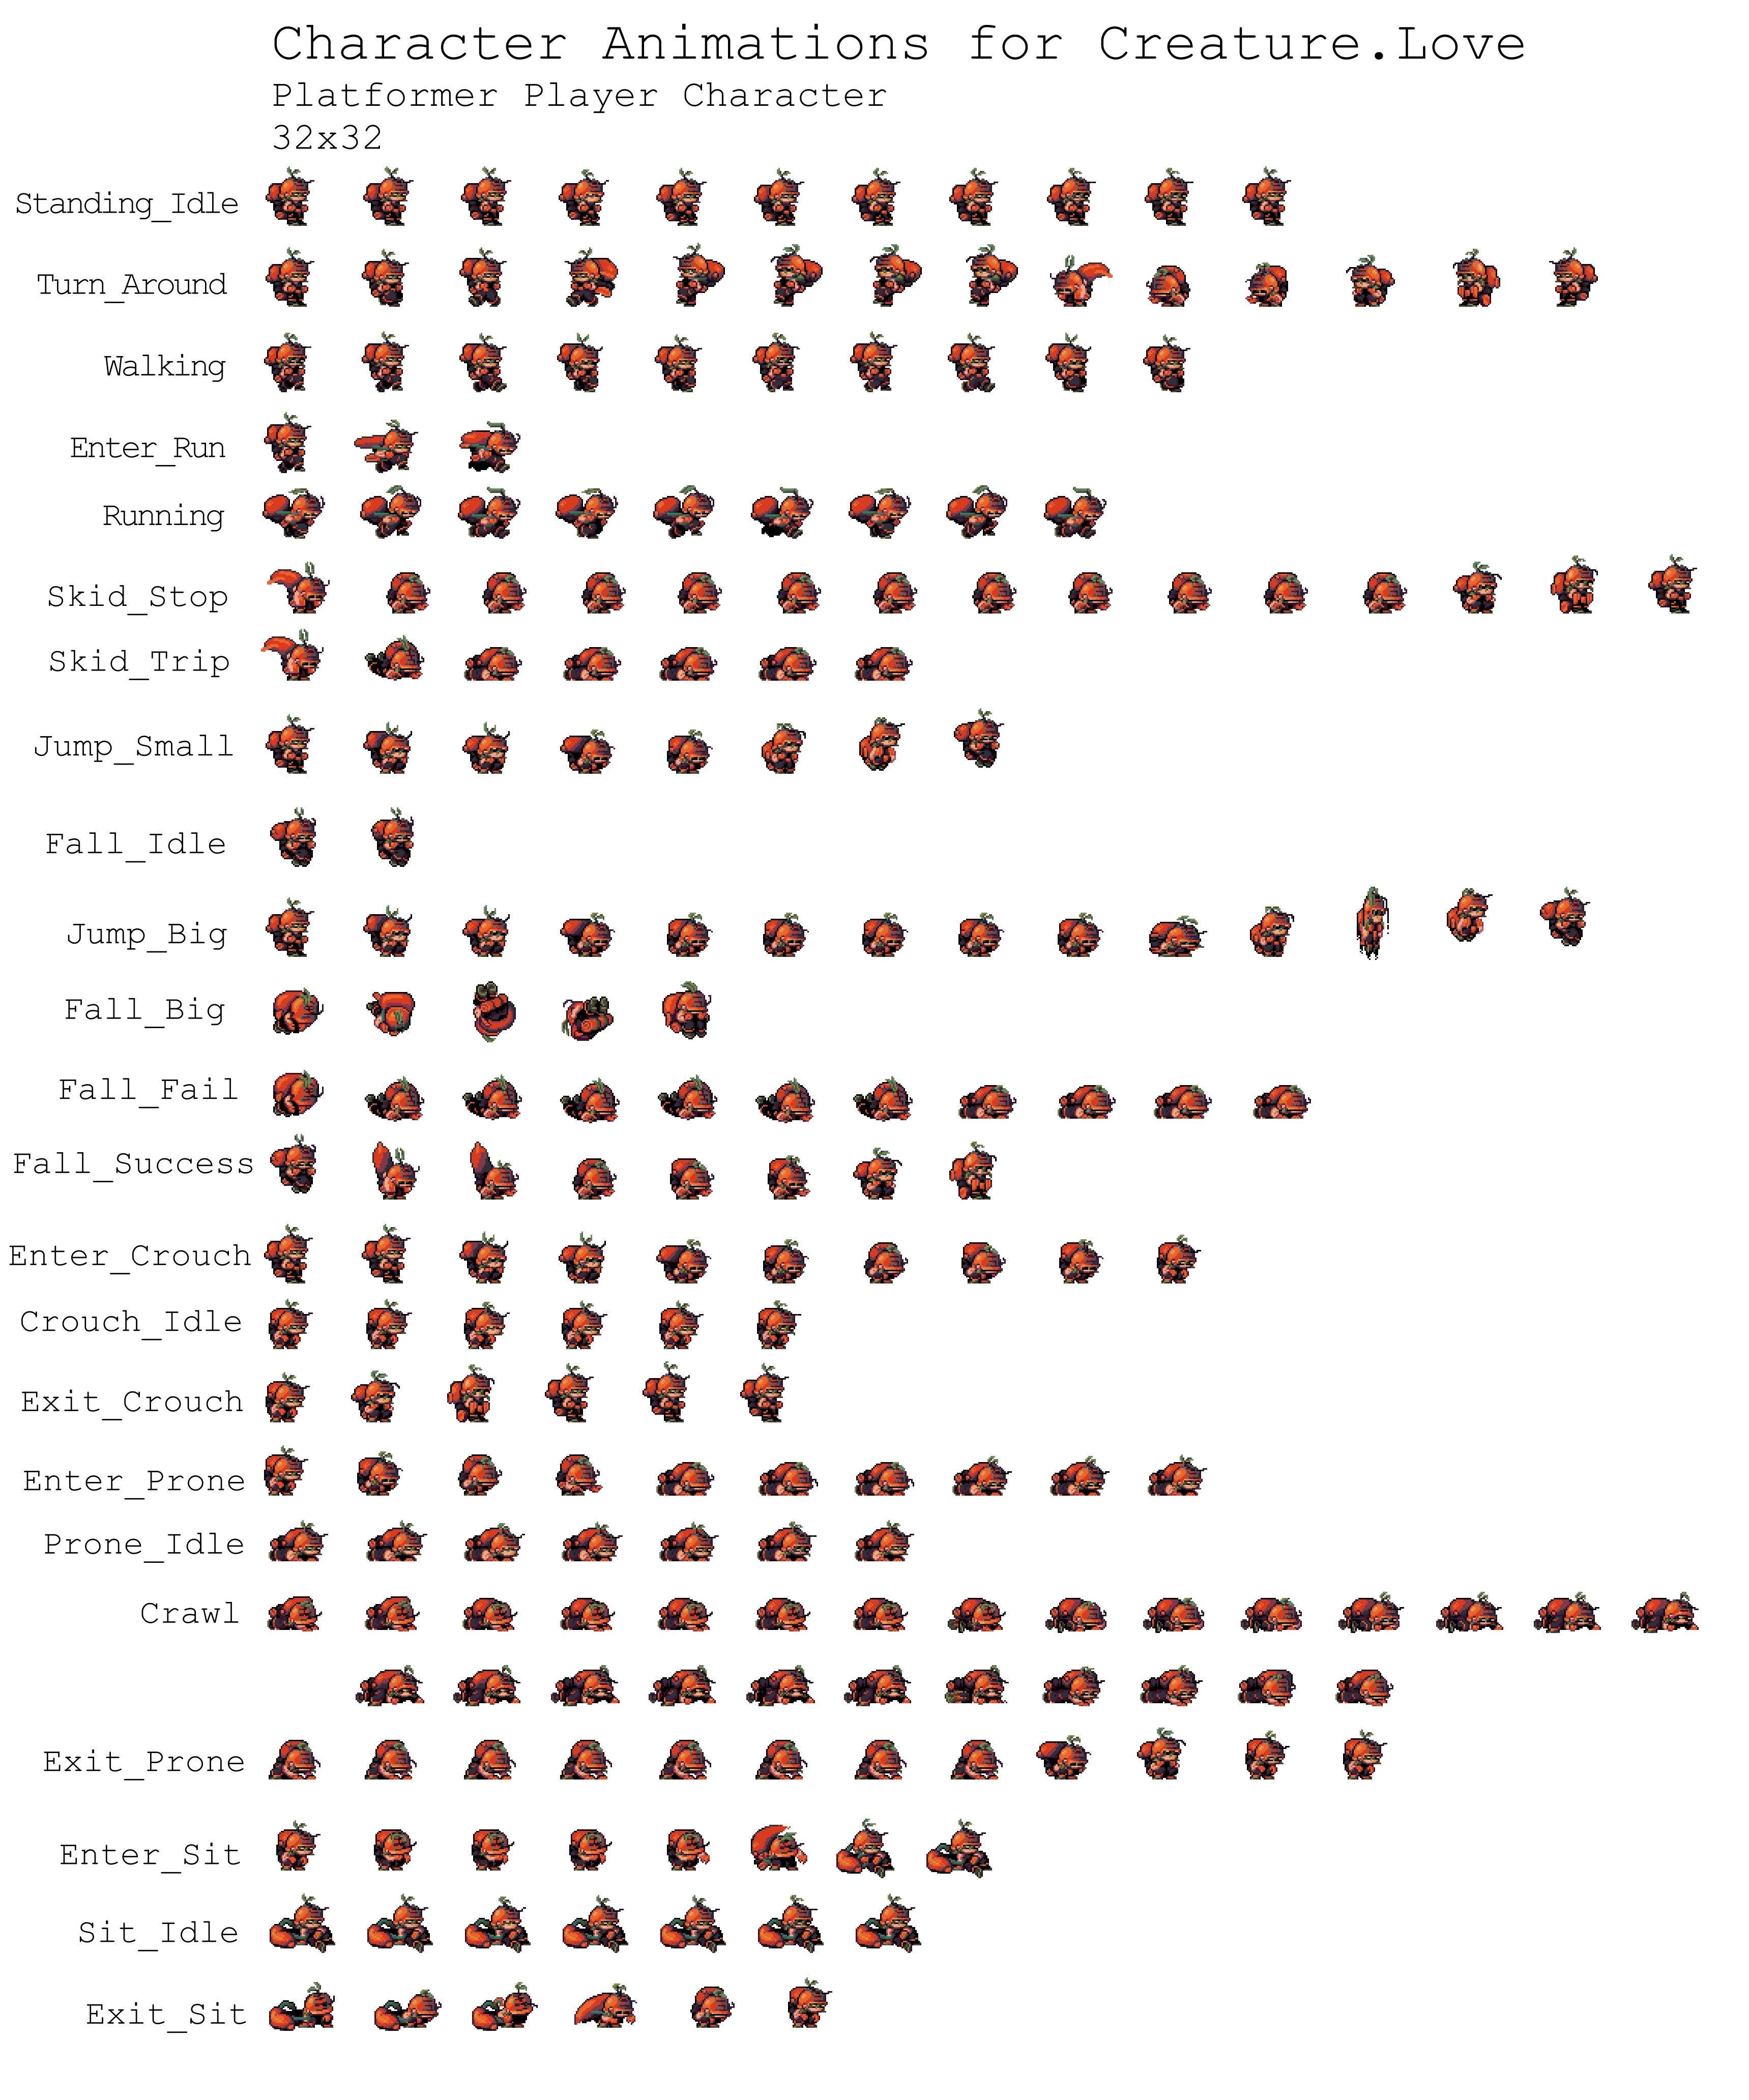 Character Animations for Creature.Love
Platformer Player Character
32x32
Standing_Idle
Turn_Around
Walking
Enter_Run
Running
Skid_Stop
Skid_Trip
Jump_Small
Fall_Idle
Jump_Big
Fall_Big
Fall_Fail
Fall_Success
Enter_Crouch
Crouch_Idle
Exit_Crouch
Enter_Prone
Prone_Idle
Crawl
Exit_Prone
Enter_Sit
Sit_Idle
Exit_Sit